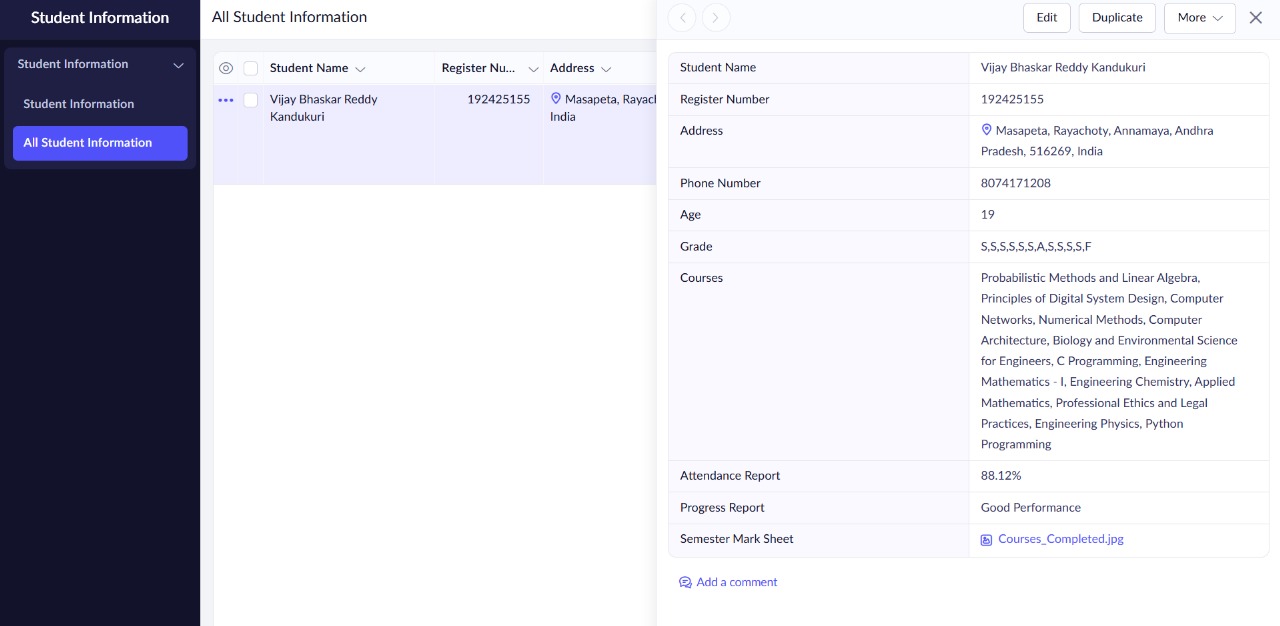 Student Information
Student Information
Student Information
All Student Information
All Student Information
Student Name
Register Nu...
Address
Vijay Bhaskar Reddy
Kandukuri
192425155
Masapeta, Rayach
India
Edit
Duplicate
More
Student Name
Vijay Bhaskar Reddy Kandukuri
Register Number
192425155
Address
Masapeta, Rayachoty, Annamaya, Andhra
Pradesh, 516269, India
Phone Number
8074171208
Age
19
Grade
S,S,S,S,S,S,A,S,S,S,S,F
Courses
Probabilistic Methods and Linear Algebra,
Principles of Digital System Design, Computer
Networks, Numerical Methods, Computer
Architecture, Biology and Environmental Science
for Engineers, C Programming, Engineering
Mathematics - I, Engineering Chemistry, Applied
Mathematics, Professional Ethics and Legal
Practices, Engineering Physics, Python
Programming
Attendance Report
88.12%
Progress Report
Good Performance
Semester Mark Sheet
Courses_Completed.jpg
Add a comment